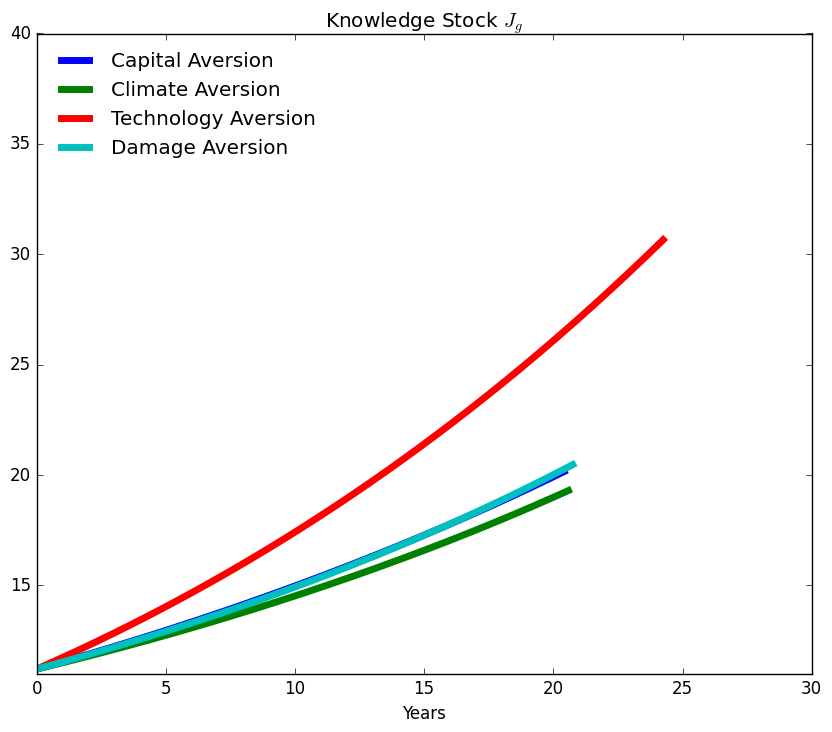 Knowledge Stock J_g
40
35
30
25
20
15
Capital Aversion
Climate Aversion
Technology Aversion
Damage Aversion
0 5 10 15 20 25 30
Years